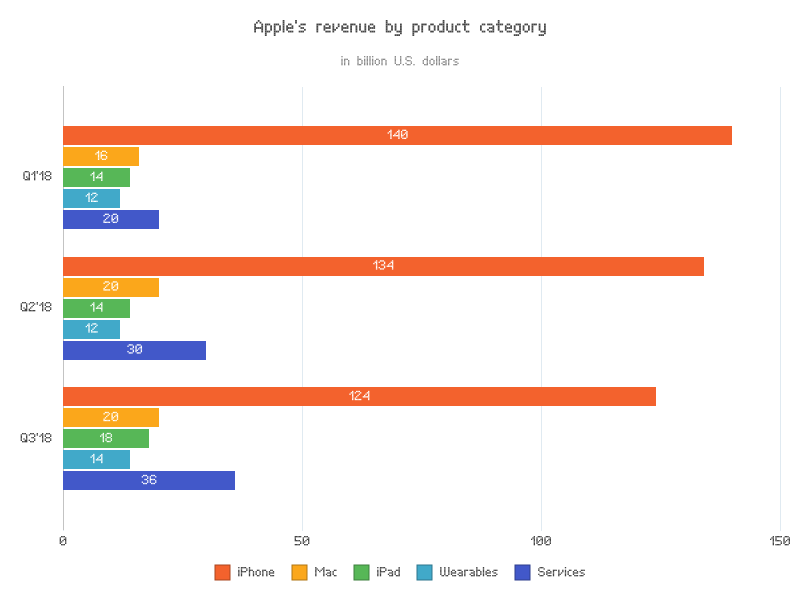 Apple's revenue by product category
in billion U.S. dollars
140
16
Q1'18
14
12
20
134
20
Q2'18
14
12
30
124
20
Q3'18
18
14
36
0 50 100 150
iPhone Mac iPad Wearables Services